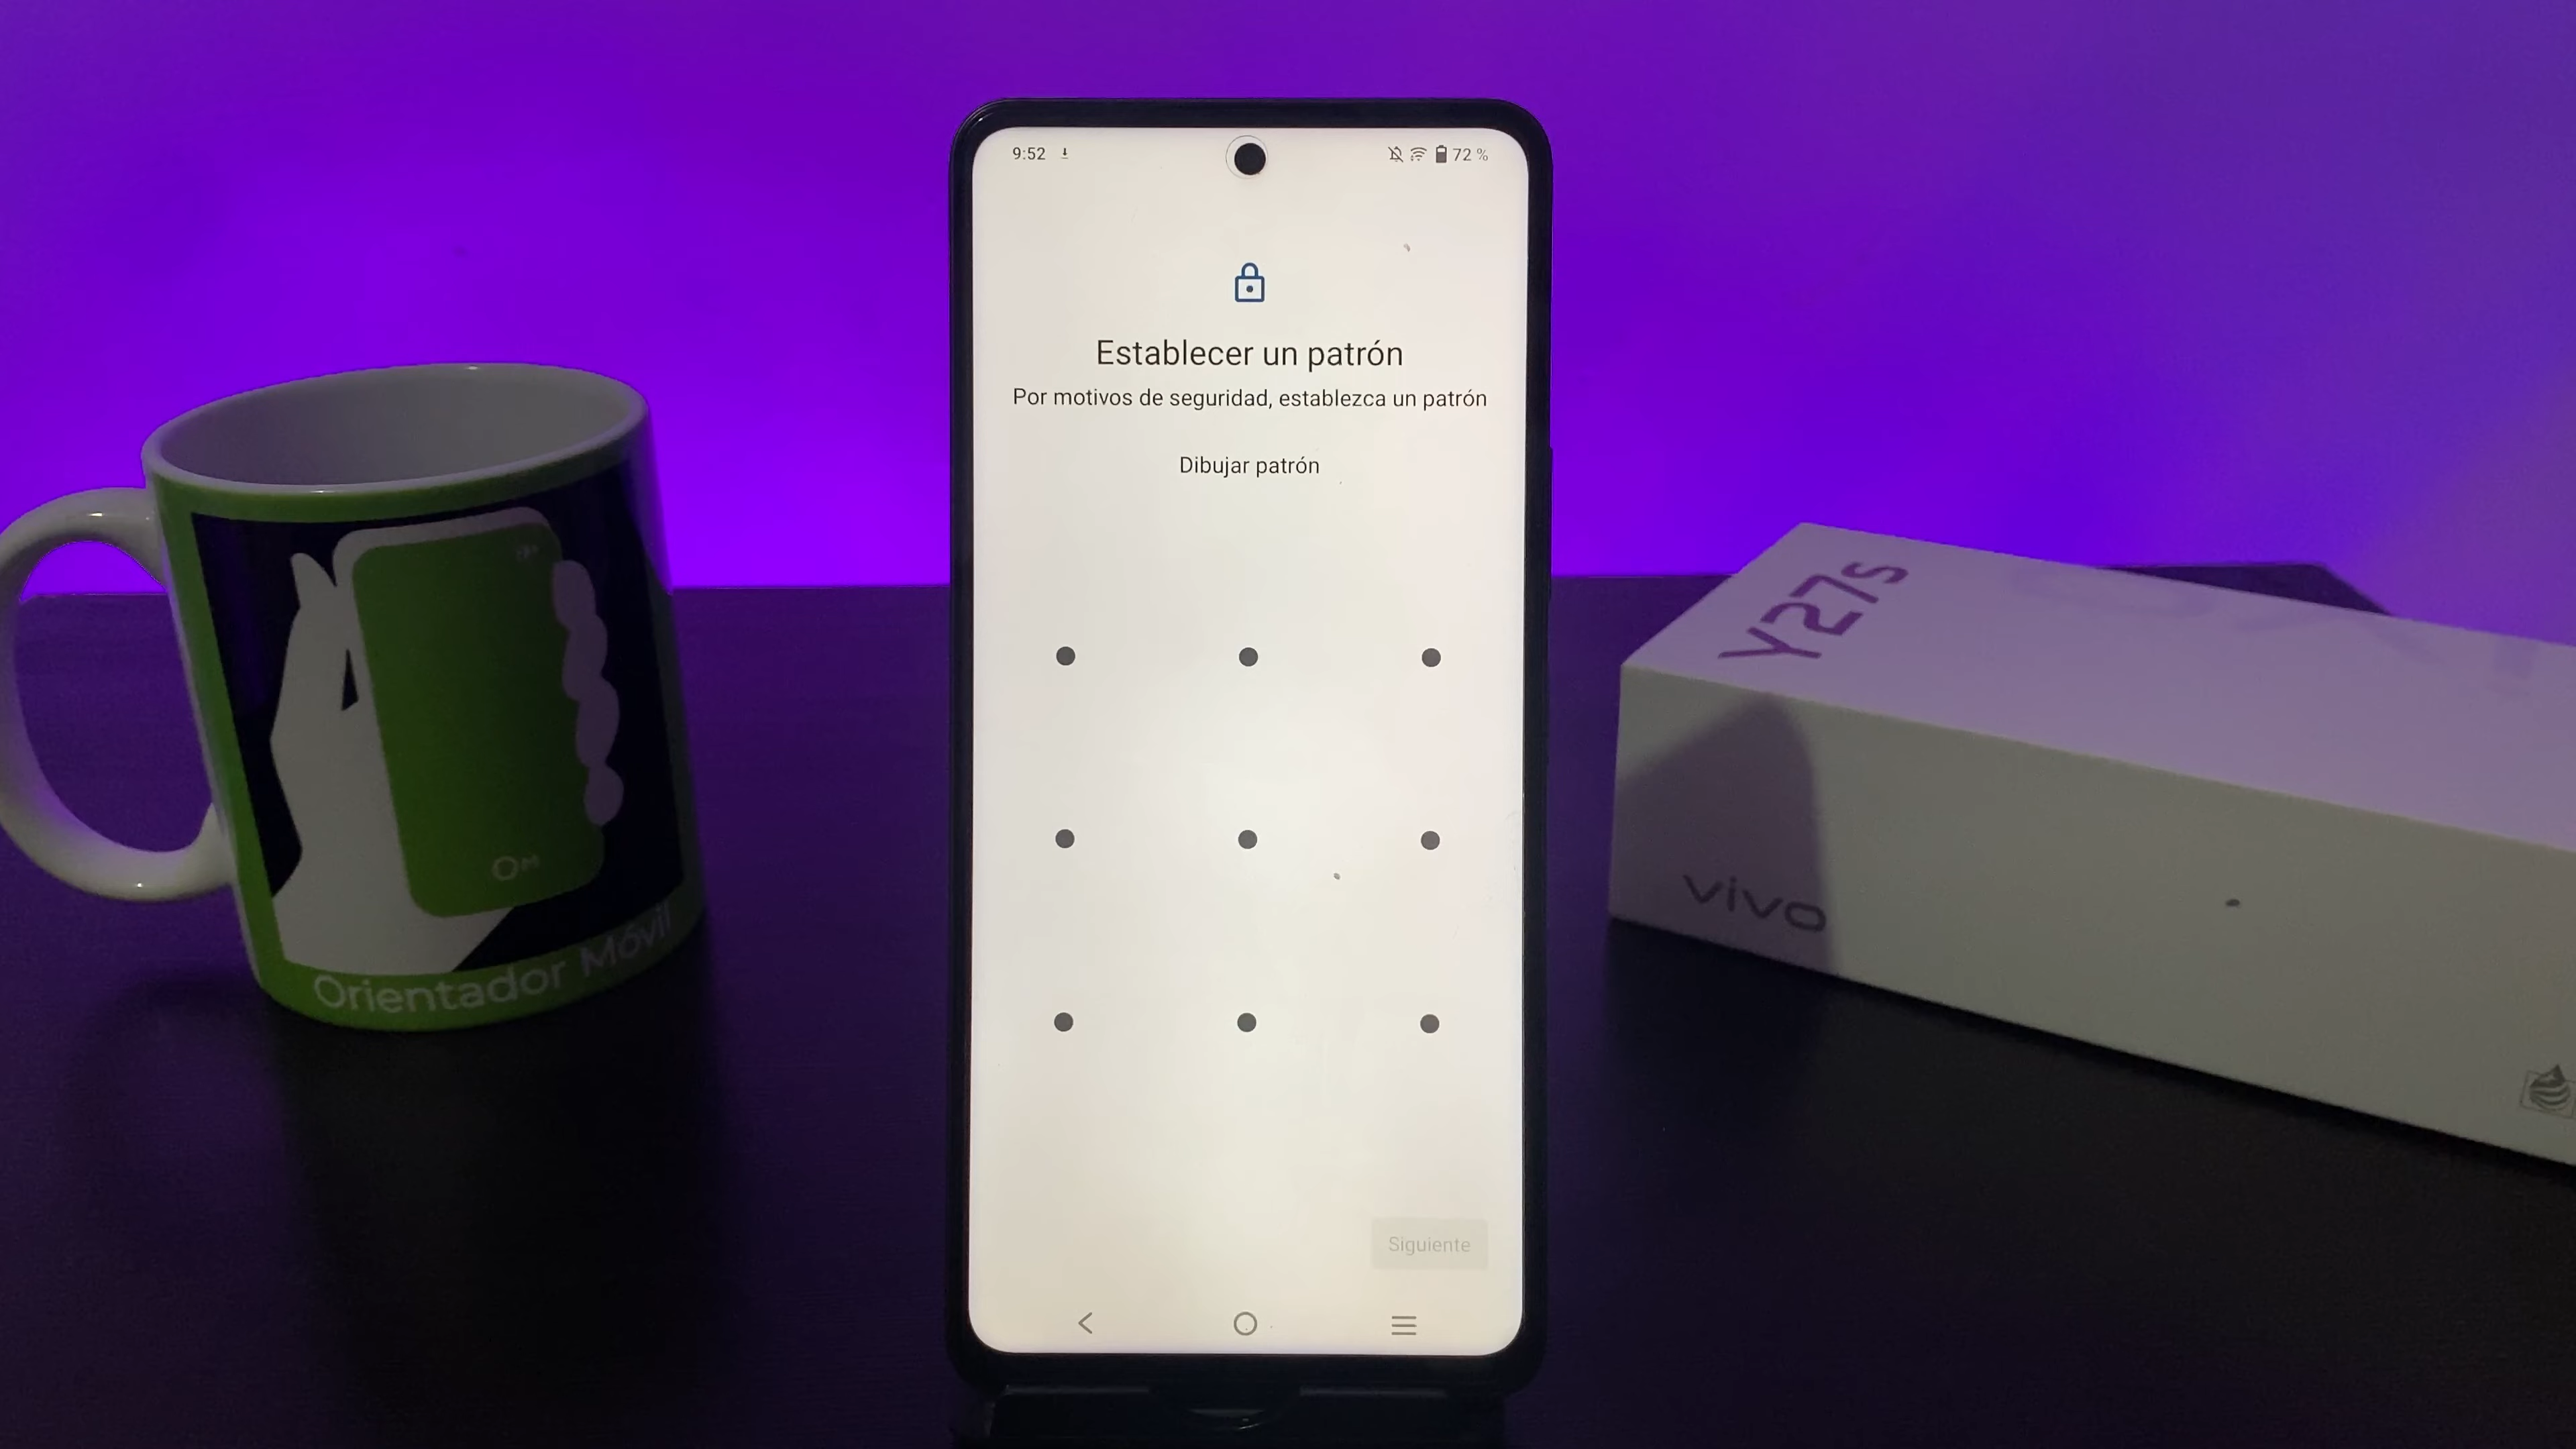 9:52
72 %
Establecer un patrón
Por motivos de seguridad, establezca un patrón
Dibujar patrón
Siguiente
OM
Orientador Móvil
Y27s
vivo